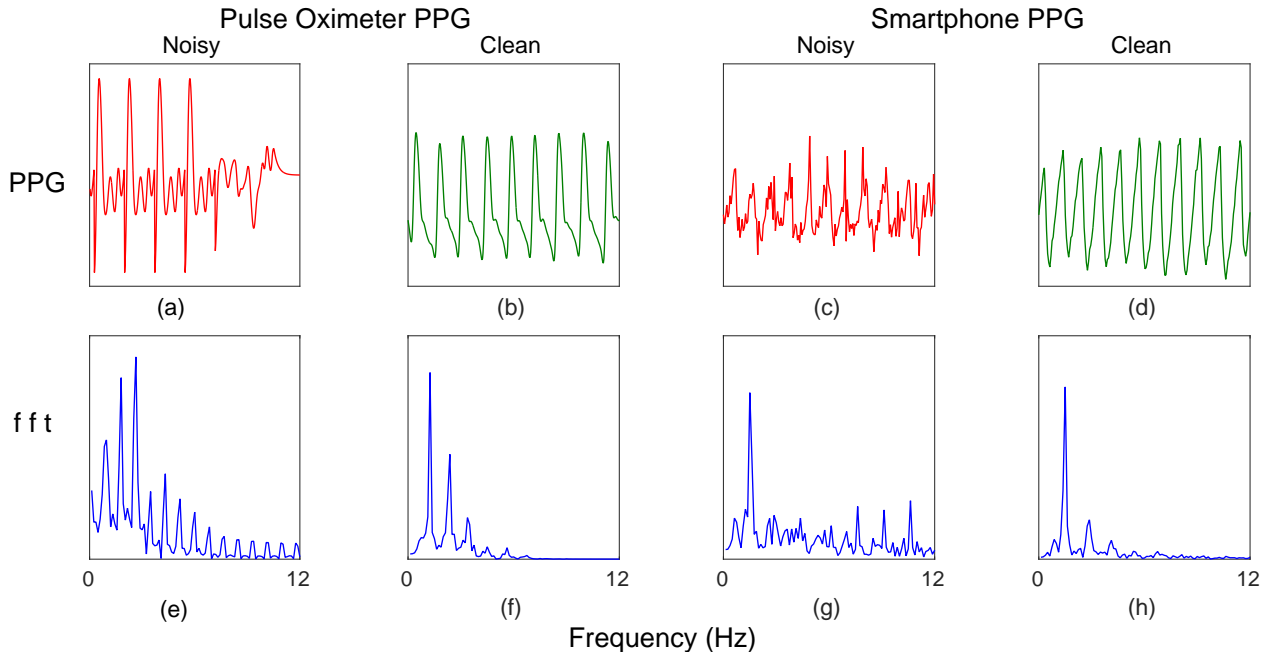 Pulse Oximeter PPG
Smartphone PPG
Noisy
Clean
Noisy
Clean
PPG
(a)
(b)
(c)
(d)
f f t
0
12
0
12
0
12
0
12
(e)
(f)
(g)
(h)
Frequency (Hz)